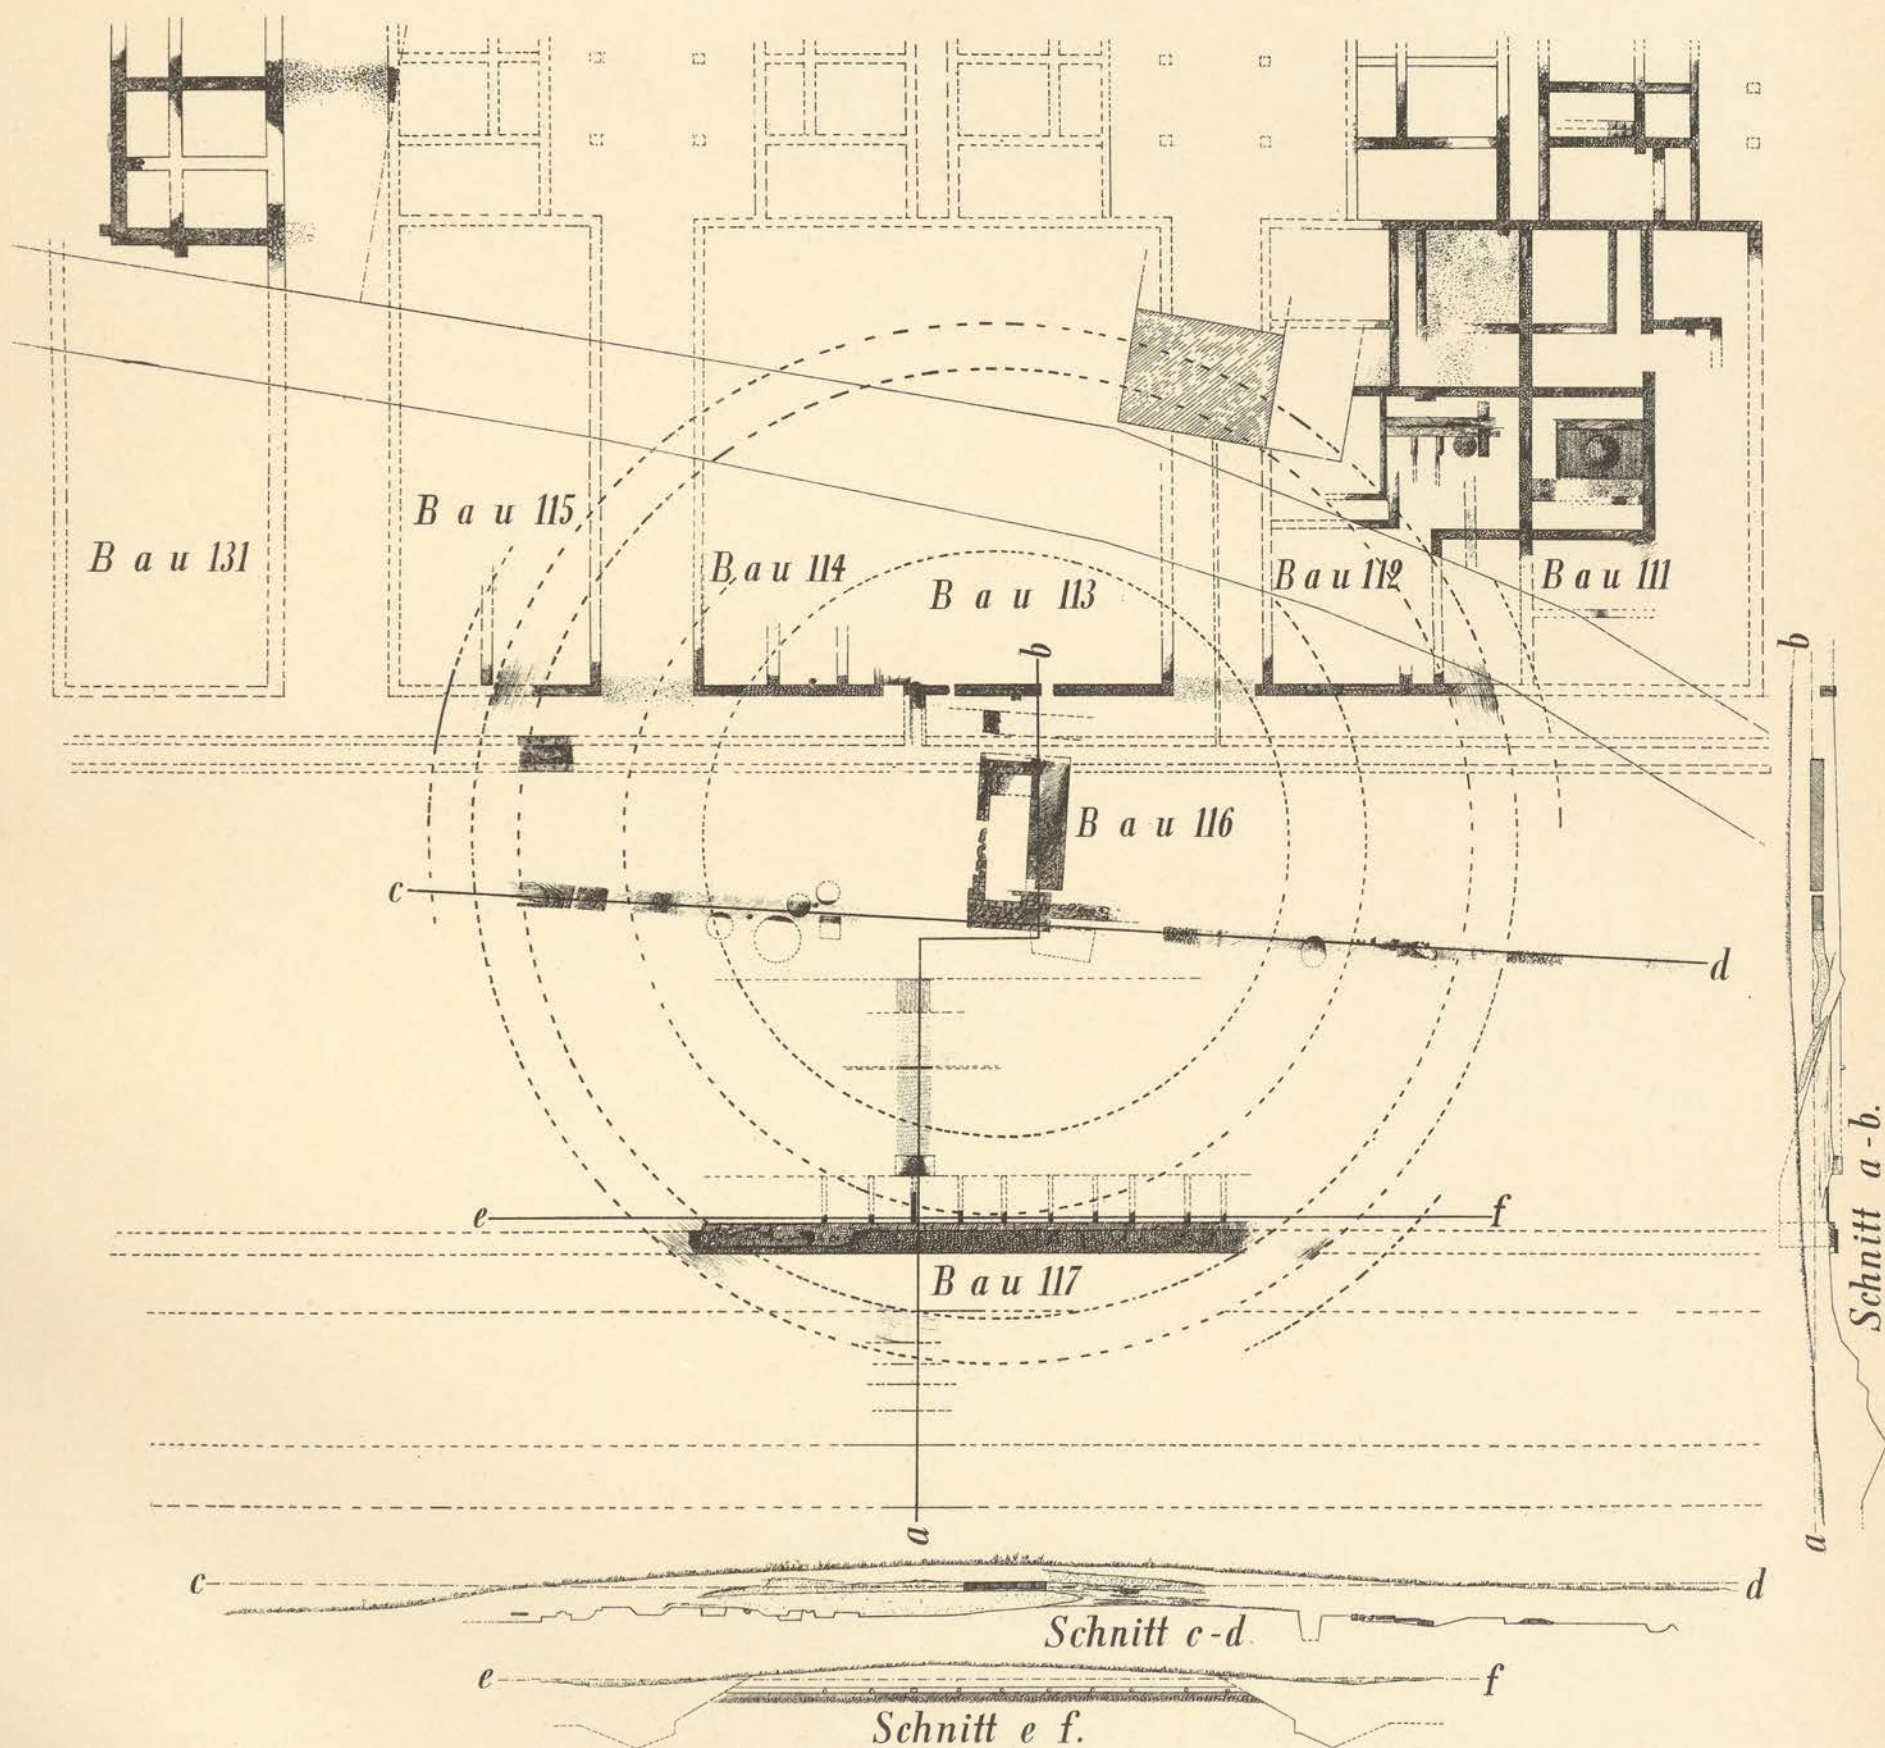 Bau 115
Bau 131
Bau 114
Bau 113
Bau 112
Bau 111
b
b
Bau 116
c
d
Schnitt a-b.
e
f
Bau 117
a
a
c
d
Schnitt c-d.
e
f
Schnitt e f.